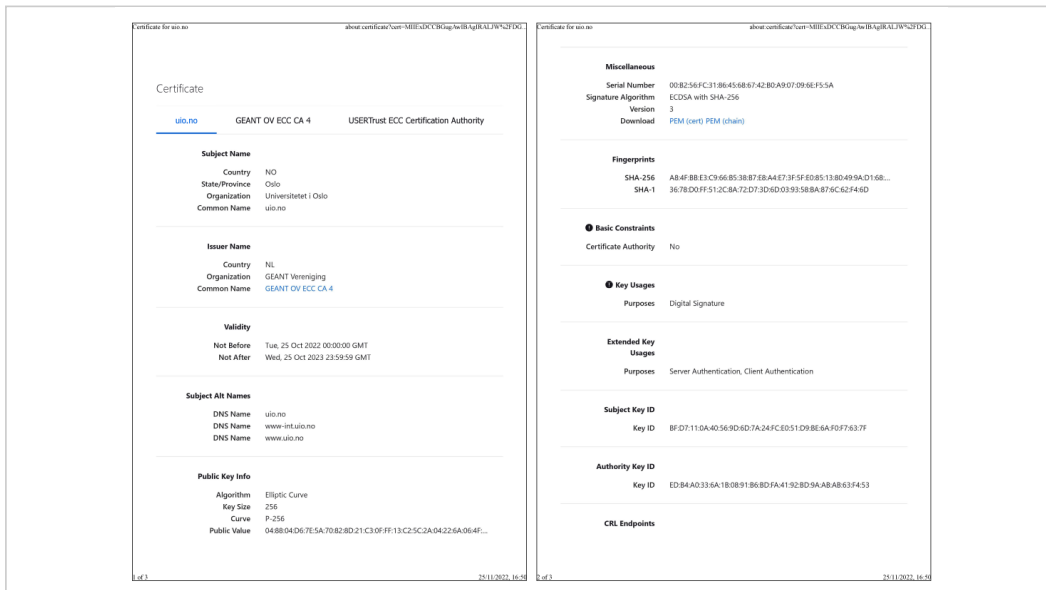 Certificate for uio.no about:certificate?cert=MIIExDCCBGugAwIBAgIRALJW%2FDG...
Certificate
uio.no GEANT OV ECC CA 4 USERTrust ECC Certification Authority
Subject Name
Country NO
State/Province Oslo
Organization Universitetet i Oslo
Common Name uio.no
Issuer Name
Country NL
Organization GEANT Vereniging
Common Name GEANT OV ECC CA 4
Validity
Not Before Tue, 25 Oct 2022 00:00:00 GMT
Not After Wed, 25 Oct 2023 23:59:59 GMT
Subject Alt Names
DNS Name uio.no
DNS Name www-int.uio.no
DNS Name www.uio.no
Public Key Info
Algorithm Elliptic Curve
Key Size 256
Curve P-256
Public Value 04:88:04:D6:7E:5A:70:82:8D:21:C3:0F:FF:13:C2:5C:2A:04:22:6A:06:4F:...
1 of 3 25/11/2022, 16:50
Certificate for uio.no about:certificate?cert=MIIExDCCBGugAwIBAgIRALJW%2FDG...
Miscellaneous
Serial Number 00:B2:56:FC:31:86:45:68:67:42:B0:A9:07:09:6E:F5:5A
Signature Algorithm ECDSA with SHA-256
Version 3
Download PEM (cert) PEM (chain)
Fingerprints
SHA-256 A8:4F:BB:E3:C9:66:B5:38:B7:E8:A4:E7:3F:5F:E0:85:13:80:49:9A:D1:68:...
SHA-1 36:78:D0:FF:51:2C:8A:72:D7:3D:6D:03:93:58:8A:87:6C:62:F4:6D
Basic Constraints
Certificate Authority No
Key Usages
Purposes Digital Signature
Extended Key
Usages
Purposes Server Authentication, Client Authentication
Subject Key ID
Key ID BF:D7:11:0A:40:56:9D:6D:7A:24:FC:E0:51:D9:BE:6A:F0:F7:63:7F
Authority Key ID
Key ID ED:B4:A0:33:6A:1B:08:91:B6:BD:FA:41:92:BD:9A:AB:AB:63:F4:53
CRL Endpoints
2 of 3 25/11/2022, 16:50